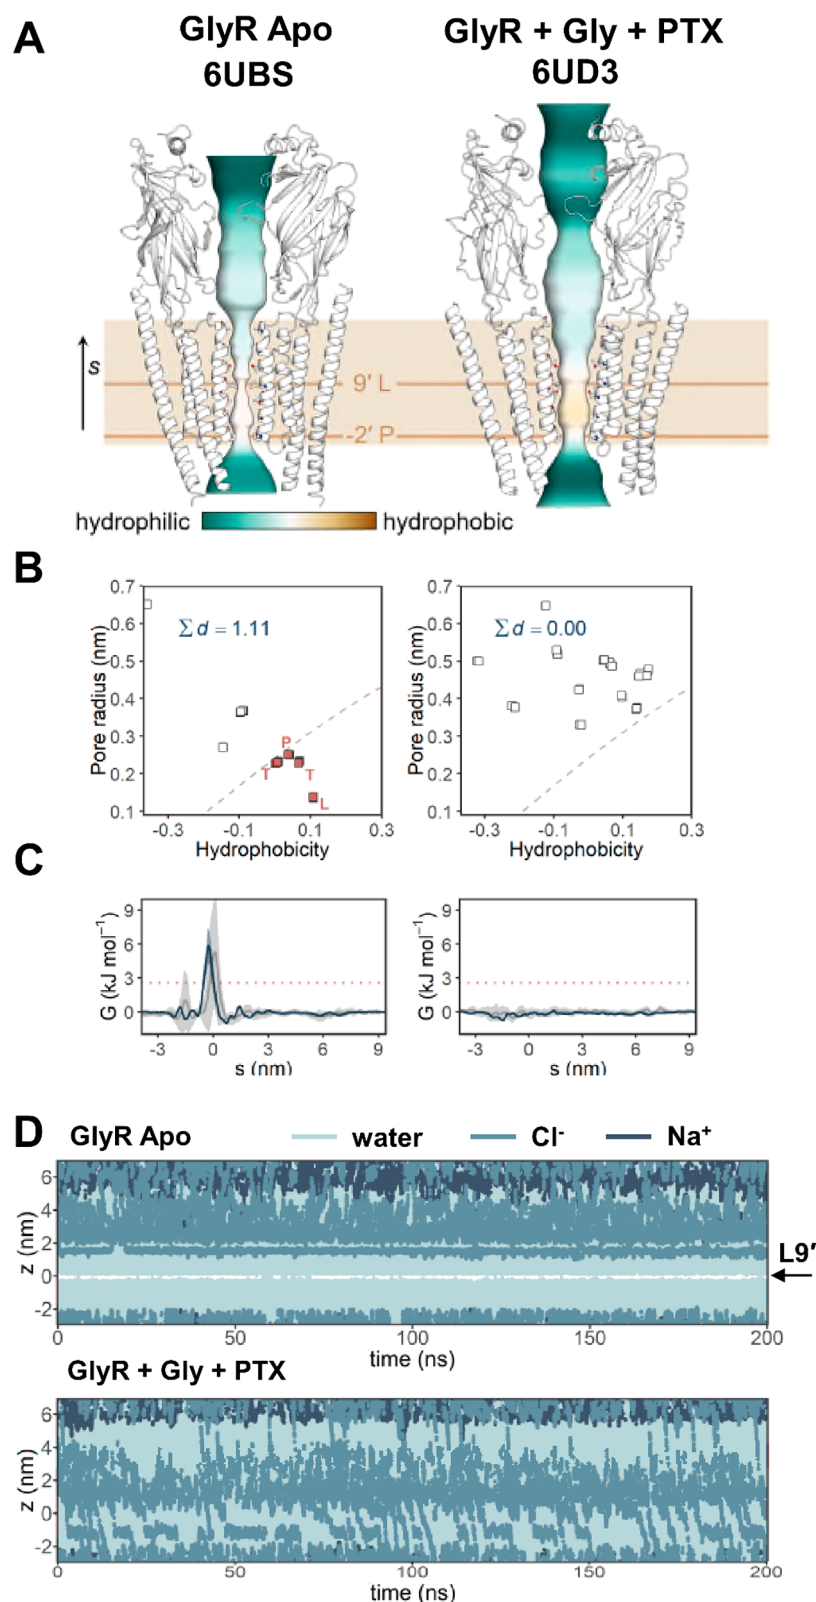 A
GlyR Apo
6UBS
GlyR + Gly + PTX
6UD3
s
9′ L
-2′ P
hydrophilic
hydrophobic
B
Pore radius (nm)
0.7
0.6
0.5
0.4
0.3
0.2
0.1
∑ d = 1.11
P
T
T
L
-0.3 -0.1 0.1 0.3
Hydrophobicity
Pore radius (nm)
0.7
0.6
0.5
0.4
0.3
0.2
0.1
∑ d = 0.00
-0.3 -0.1 0.1 0.3
Hydrophobicity
C
G (kJ mol⁻¹)
9
6
3
0
-3 0 3 6 9
s (nm)
G (kJ mol⁻¹)
9
6
3
0
-3 0 3 6 9
s (nm)
D
GlyR Apo
water
Cl⁻
Na⁺
z (nm)
6
4
2
0
-2
L9′
0 50 100 150 200
time (ns)
GlyR + Gly + PTX
z (nm)
6
4
2
0
-2
0 50 100 150 200
time (ns)